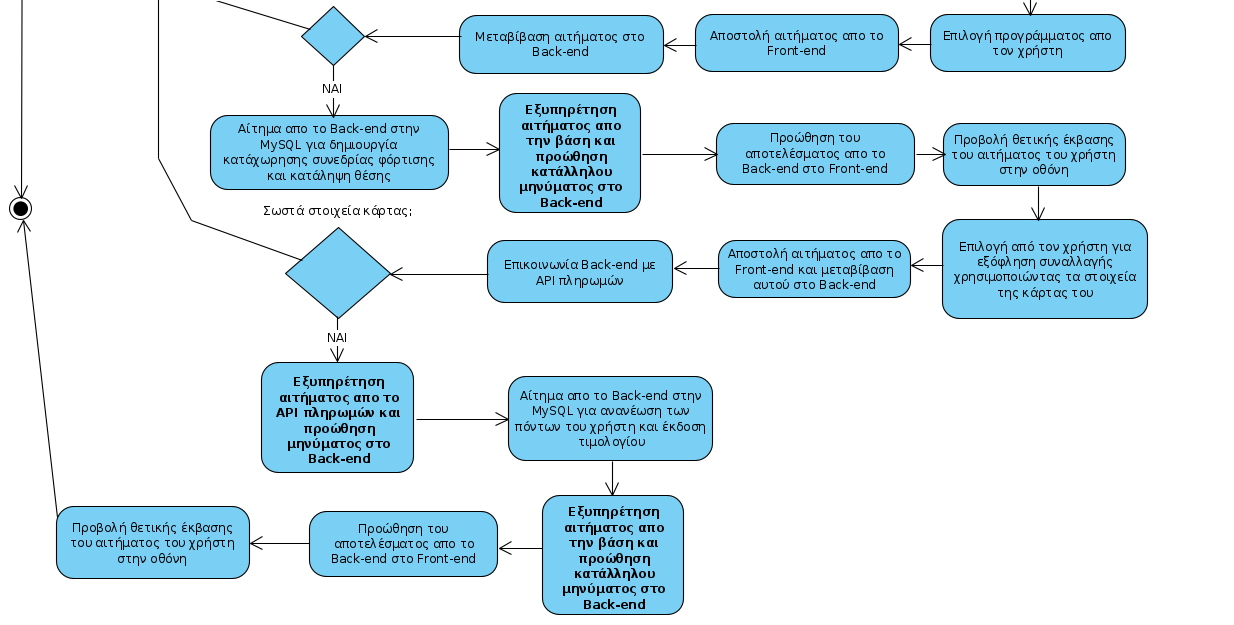 Μεταβίβαση αιτήματος στο
Back-end
Αποστολή αιτήματος απο το
Front-end
Επιλογή προγράμματος απο
τον χρήστη
ΝΑΙ
Αίτημα απο το Back-end στην
MySQL για δημιουργία
κατάχωρησης συνεδρίας φόρτισης
και κατάληψη θέσης
Εξυπηρέτηση
αιτήματος απο
την βάση και
προώθηση
κατάλληλου
μηνύματος στο
Back-end
Προώθηση του
αποτελέσματος απο το
Back-end στο Front-end
Προβολή θετικής έκβασης
του αιτήματος του χρήστη
στην οθόνη
Σωστά στοιχεία κάρτας;
Επικοινωνία Back-end με
API πληρωμών
Αποστολή αιτήματος απο το
Front-end και μεταβίβαση
αυτού στο Back-end
Επιλογή από τον χρήστη για
εξόφληση συναλλαγής
χρησιμοποιώντας τα στοιχεία
της κάρτας του
ΝΑΙ
Εξυπηρέτηση
αιτήματος απο το
API πληρωμών και
προώθηση
μηνύματος στο
Back-end
Αίτημα απο το Back-end στην
MySQL για ανανέωση των
πόντων του χρήστη και έκδοση
τιμολογίου
Προβολή θετικής έκβασης
του αιτήματος του χρήστη
στην οθόνη
Προώθηση του
αποτελέσματος απο το
Back-end στο Front-end
Εξυπηρέτηση
αιτήματος απο
την βάση και
προώθηση
κατάλληλου
μηνύματος στο
Back-end